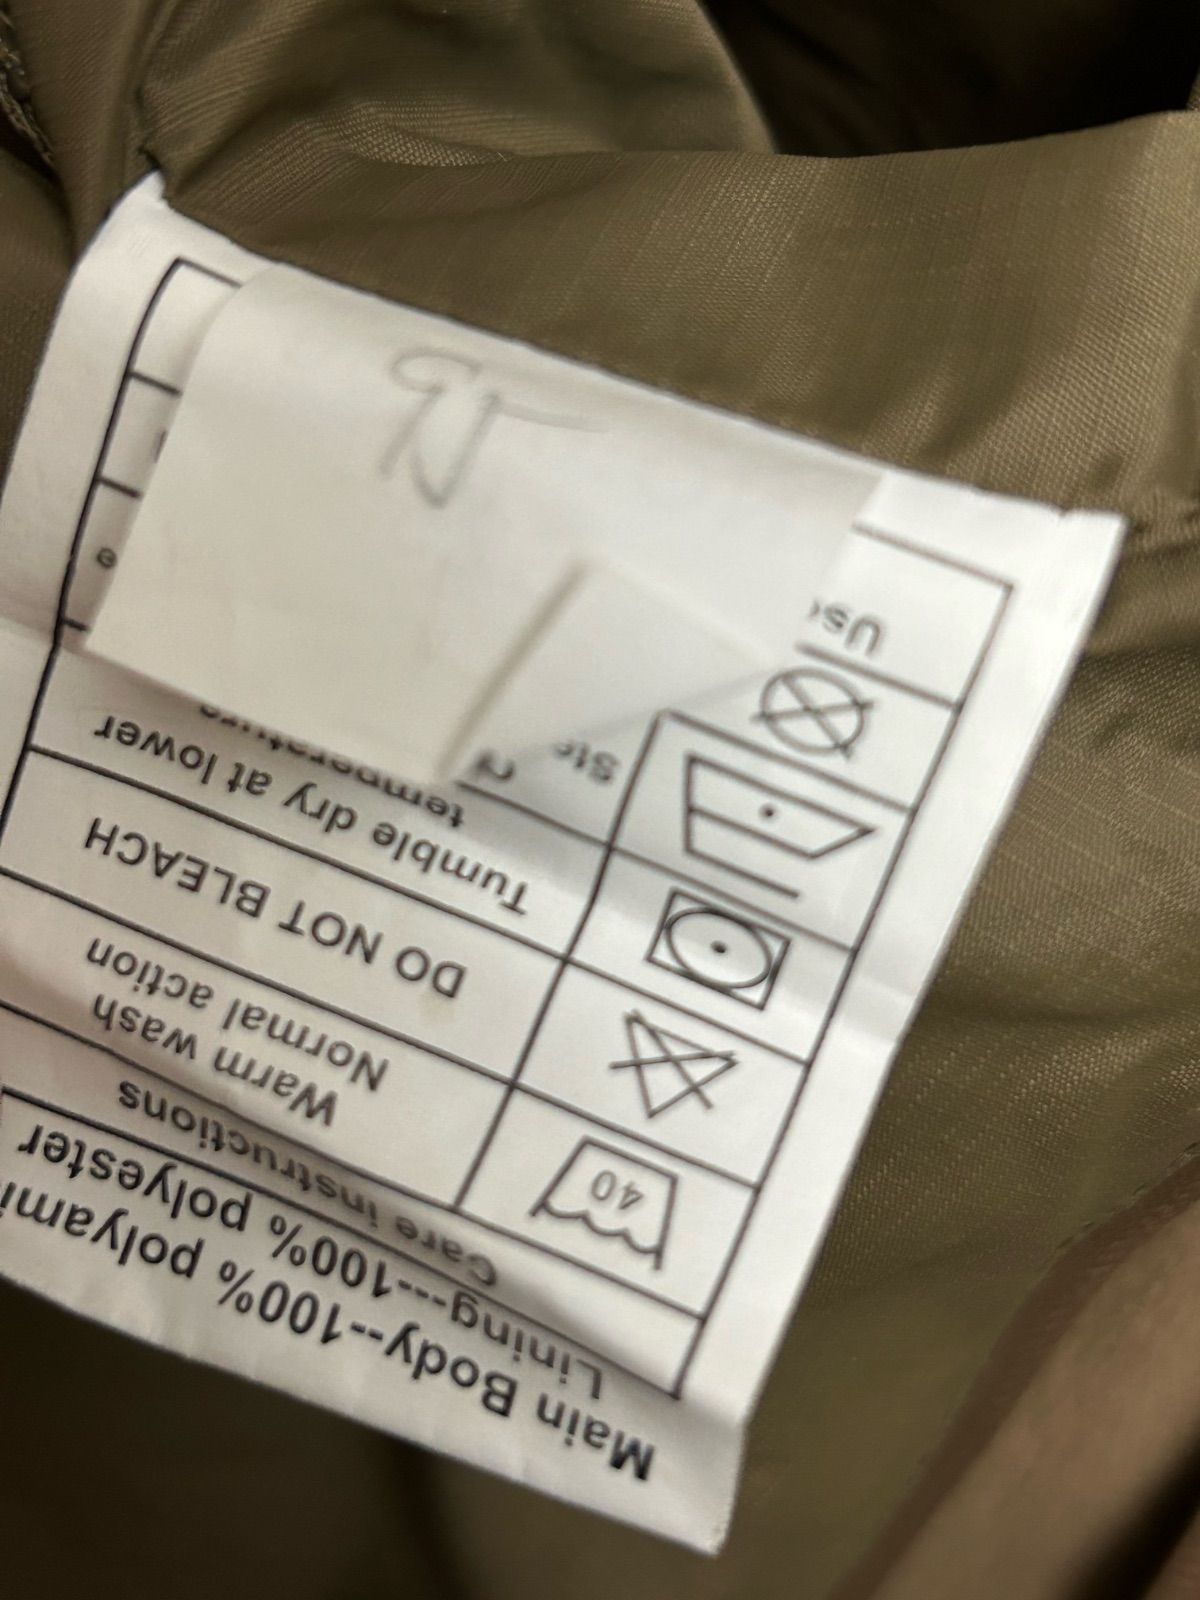 Main Body--100% polyami
Lining---100% polyester
Care instructions
40
Warm wash
Normal action
DO NOT BLEACH
Tumble dry at lower
temperature